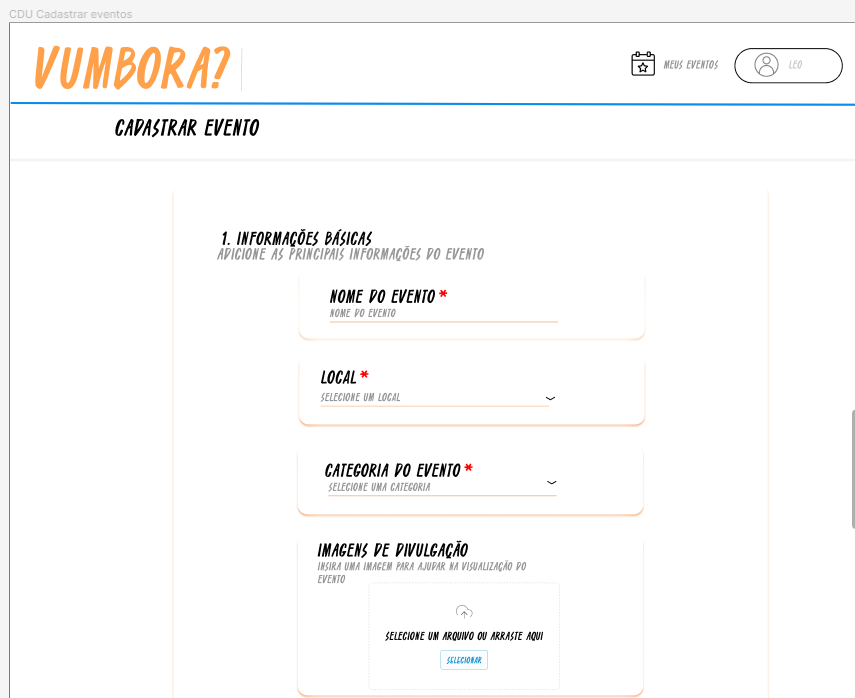 CDU Cadastrar eventos
VUMBORA?
MEUS EVENTOS
LEO
CADASTRAR EVENTO
1. INFORMAÇÕES BÁSICAS
ADICIONE AS PRINCIPAIS INFORMAÇÕES DO EVENTO
NOME DO EVENTO *
NOME DO EVENTO
LOCAL *
SELECIONE UM LOCAL
CATEGORIA DO EVENTO *
SELECIONE UMA CATEGORIA
IMAGENS DE DIVULGAÇÃO
INSIRA UMA IMAGEM PARA AJUDAR NA VISUALIZAÇÃO DO
EVENTO
SELECIONE UM ARQUIVO OU ARRASTE AQUI
SELECIONAR